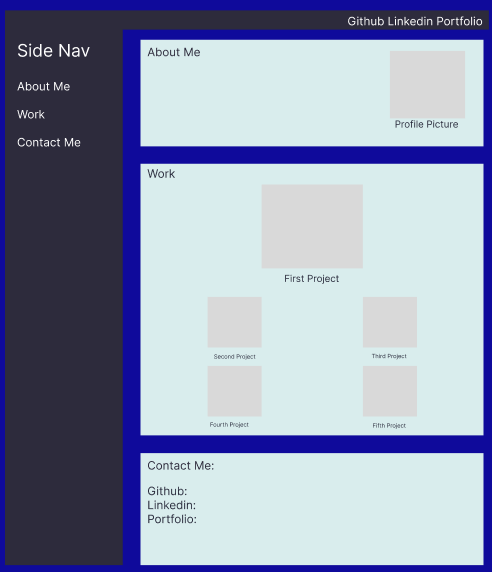 Github Linkedin Portfolio
Side Nav
About Me
Work
Contact Me
About Me
Profile Picture
Work
First Project
Second Project
Third Project
Fourth Project
Fifth Project
Contact Me:
Github:
Linkedin:
Portfolio: